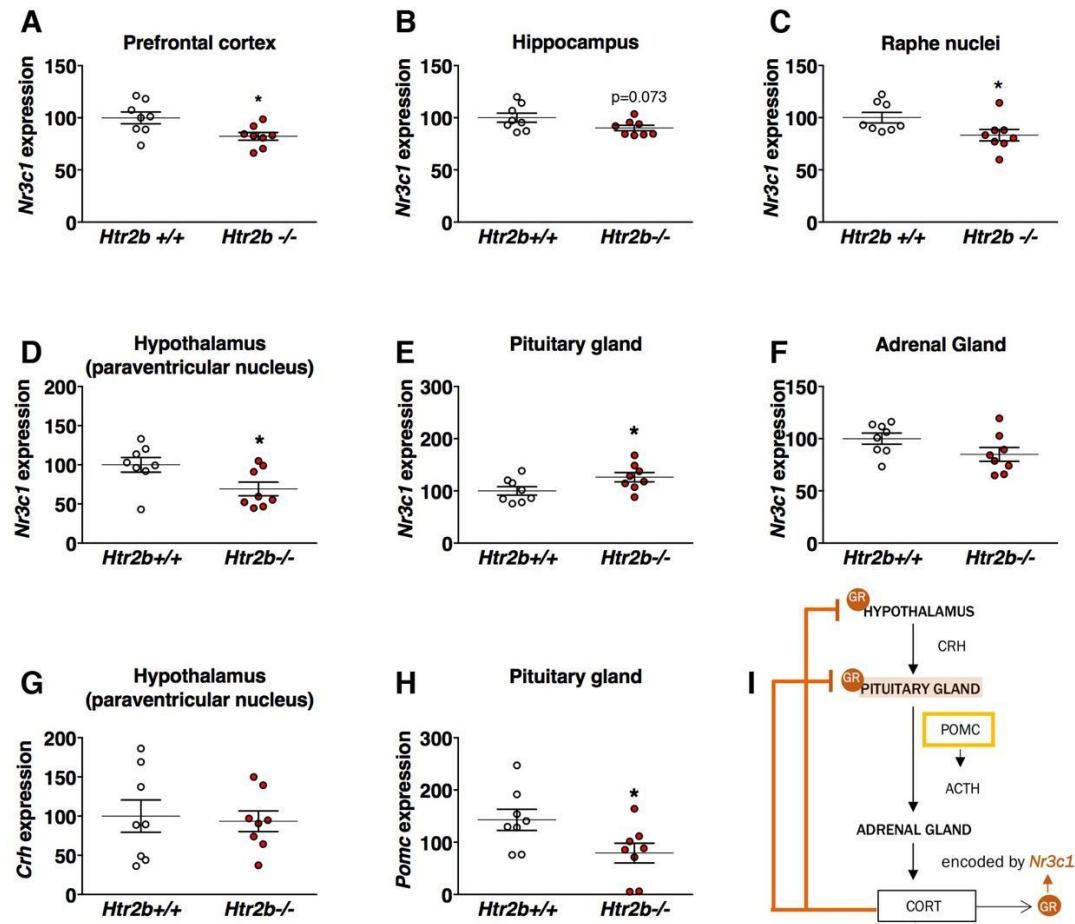 A
Prefrontal cortex
150
100
50
0
Nr3c1 expression
*
Htr2b +/+
Htr2b -/-
B
Hippocampus
150
100
50
0
Nr3c1 expression
p=0.073
Htr2b+/+
Htr2b-/-
C
Raphe nuclei
150
100
50
0
Nr3c1 expression
*
Htr2b +/+
Htr2b -/-
D
Hypothalamus
(paraventricular nucleus)
200
150
100
50
0
Nr3c1 expression
*
Htr2b+/+
Htr2b-/-
E
Pituitary gland
300
200
100
0
Nr3c1 expression
*
Htr2b+/+
Htr2b-/-
F
Adrenal Gland
150
100
50
0
Nr3c1 expression
Htr2b+/+
Htr2b-/-
G
Hypothalamus
(paraventricular nucleus)
200
150
100
50
0
Crh expression
Htr2b+/+
Htr2b-/-
H
Pituitary gland
300
200
100
0
Pomc expression
*
Htr2b+/+
Htr2b-/-
I
GR
HYPOTHALAMUS
CRH
GR
PITUITARY GLAND
POMC
ACTH
ADRENAL GLAND
encoded by Nr3c1
CORT
GR